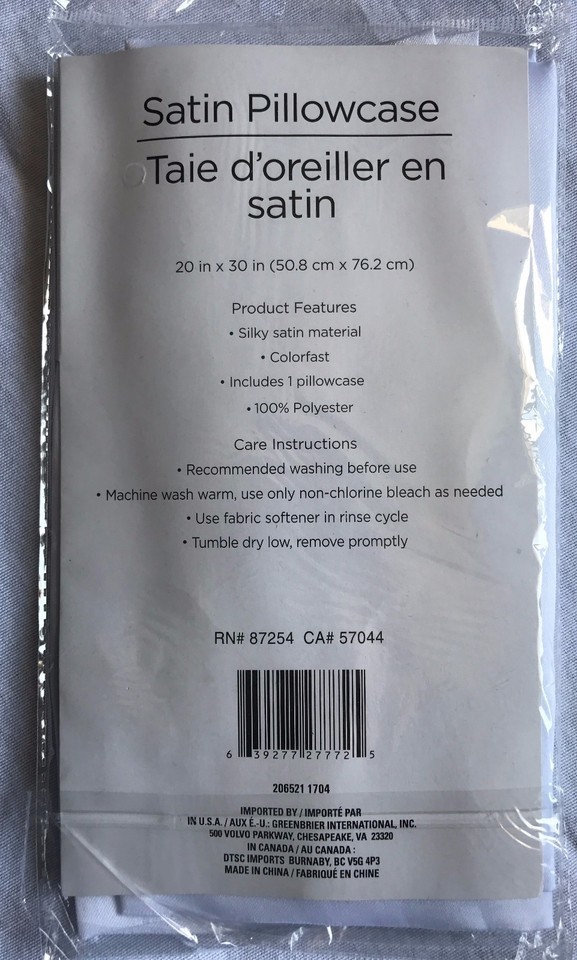 Satin Pillowcase
Taie d'oreiller en
satin
20 in x 30 in (50.8 cm x 76.2 cm)
Product Features
• Silky satin material
• Colorfast
• Includes 1 pillowcase
• 100% Polyester
Care Instructions
• Recommended washing before use
• Machine wash warm, use only non-chlorine bleach as needed
• Use fabric softener in rinse cycle
• Tumble dry low, remove promptly
RN# 87254 CA# 57044
6 39277 27772 5
206521 1704
IMPORTED BY / IMPORTÉ PAR
IN U.S.A. / AUX É.-U.: GREENBRIER INTERNATIONAL, INC.
500 VOLVO PARKWAY, CHESAPEAKE, VA 23320
IN CANADA / AU CANADA :
DTSC IMPORTS BURNABY, BC V5G 4P3
MADE IN CHINA / FABRIQUÉ EN CHINE